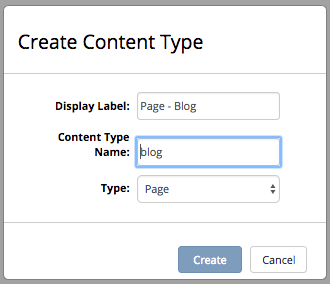 Create Content Type
Display Label: Page - Blog
Content Type
Name: blog
Type: Page
Create Cancel